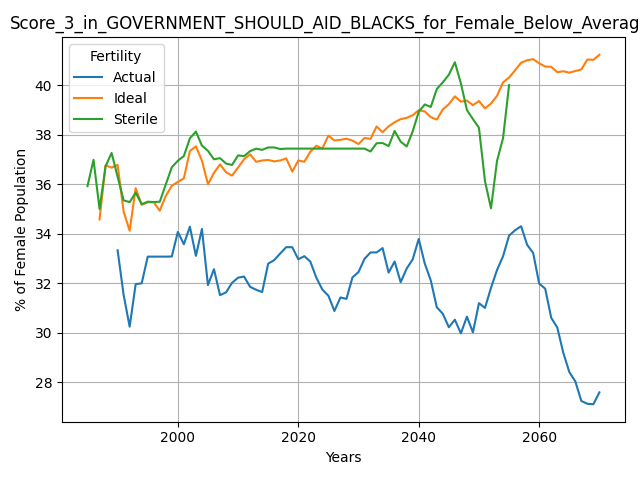 Score_3_in_GOVERNMENT_SHOULD_AID_BLACKS_for_Female_Below_Averag
Fertility
Actual
Ideal
Sterile
% of Female Population
40
38
36
34
32
30
28
2000
2020
2040
2060
Years